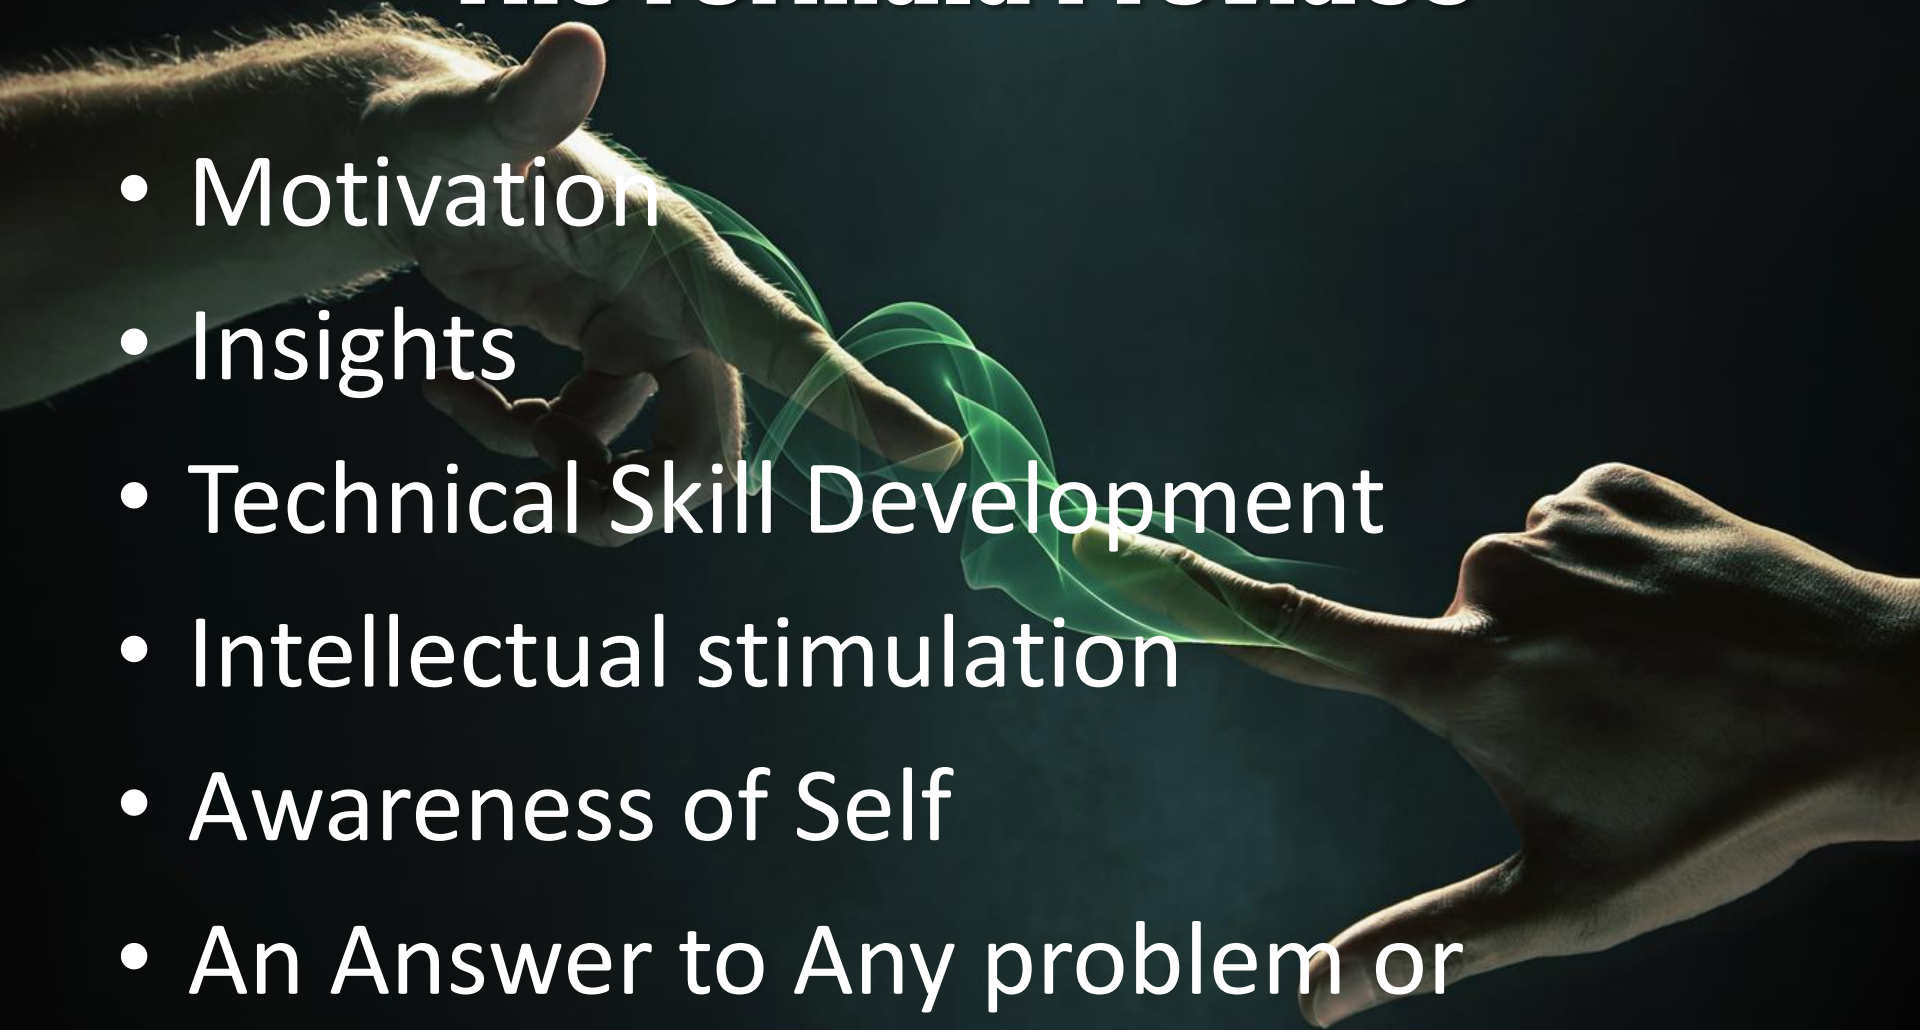 • Motivation
• Insights
• Technical Skill Development
• Intellectual stimulation
• Awareness of Self
• An Answer to Any problem or